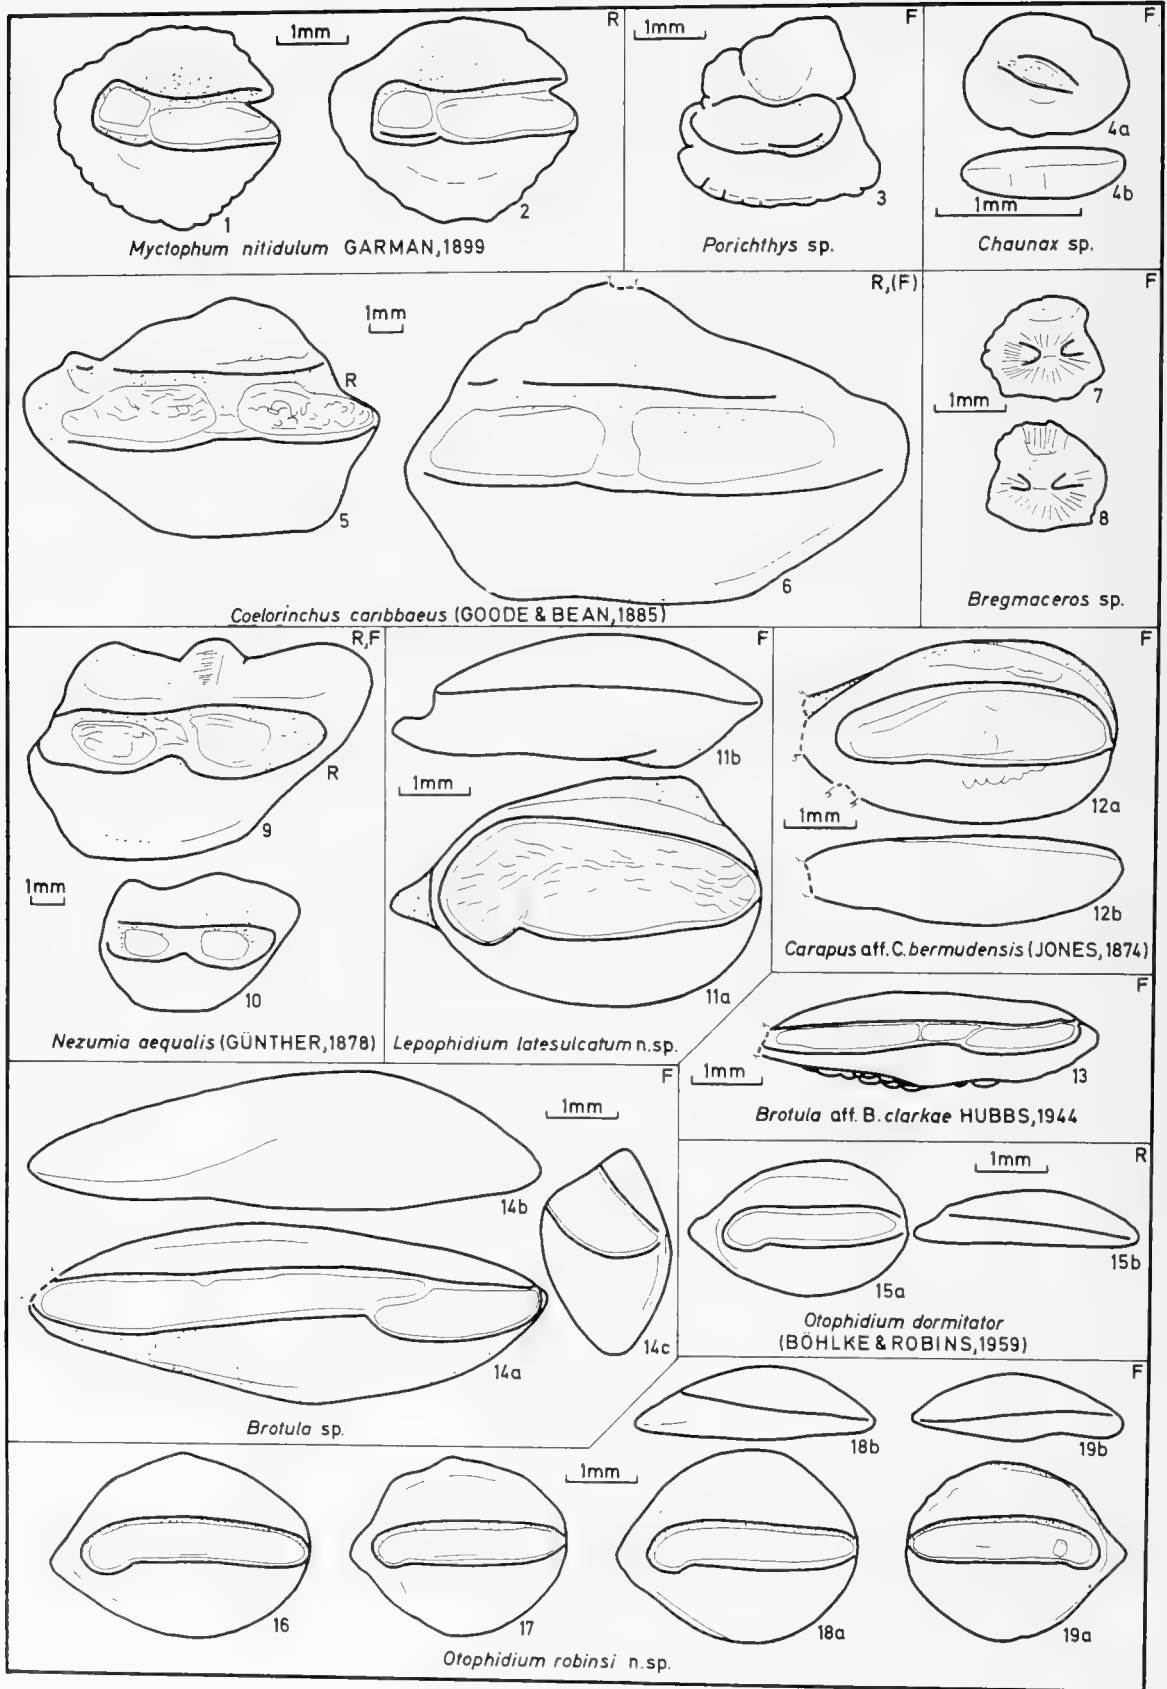 1mm
R
1
2
Myctophum nitidulum GARMAN,1899
1mm
F
3
Porichthys sp.
F
4a
4b
1mm
Chaunax sp.
R,(F)
1mm
R
5
6
Coelorinchus caribbaeus (GOODE & BEAN,1885)
F
7
1mm
8
Bregmaceros sp.
R,F
R
9
1mm
10
Nezumia aequalis (GÜNTHER,1878)
F
11b
1mm
11a
Lepophidium latesulcatum n.sp.
F
12a
1mm
12b
Carapus aff. C. bermudensis (JONES,1874)
F
1mm
13
Brotula aff. B. clarkae HUBBS,1944
F
1mm
14b
14c
14a
Brotula sp.
R
1mm
15a
15b
Otophidium dormitator
(BÖHLKE & ROBINS,1959)
F
18b
19b
1mm
16
17
18a
19a
Otophidium robinsi n.sp.